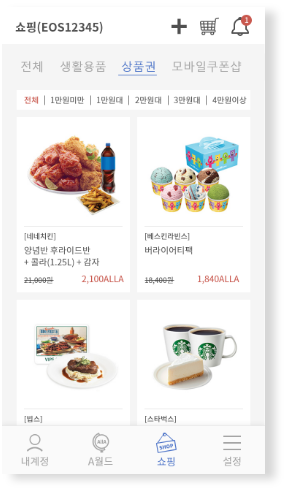 쇼핑(EOS12345)
1
전체 생활용품 상품권 모바일쿠폰샵
전체 | 1만원미만 | 1만원대 | 2만원대 | 3만원대 | 4만원이상
[네네치킨]
양념반 후라이드반
+ 콜라(1.25L) + 감자
21,000원 2,100ALLA
[베스킨라빈스]
버라이어티팩
18,400원 1,840ALLA
[빕스]
[스타벅스]
내계정
A월드
SHOP
쇼핑
설정